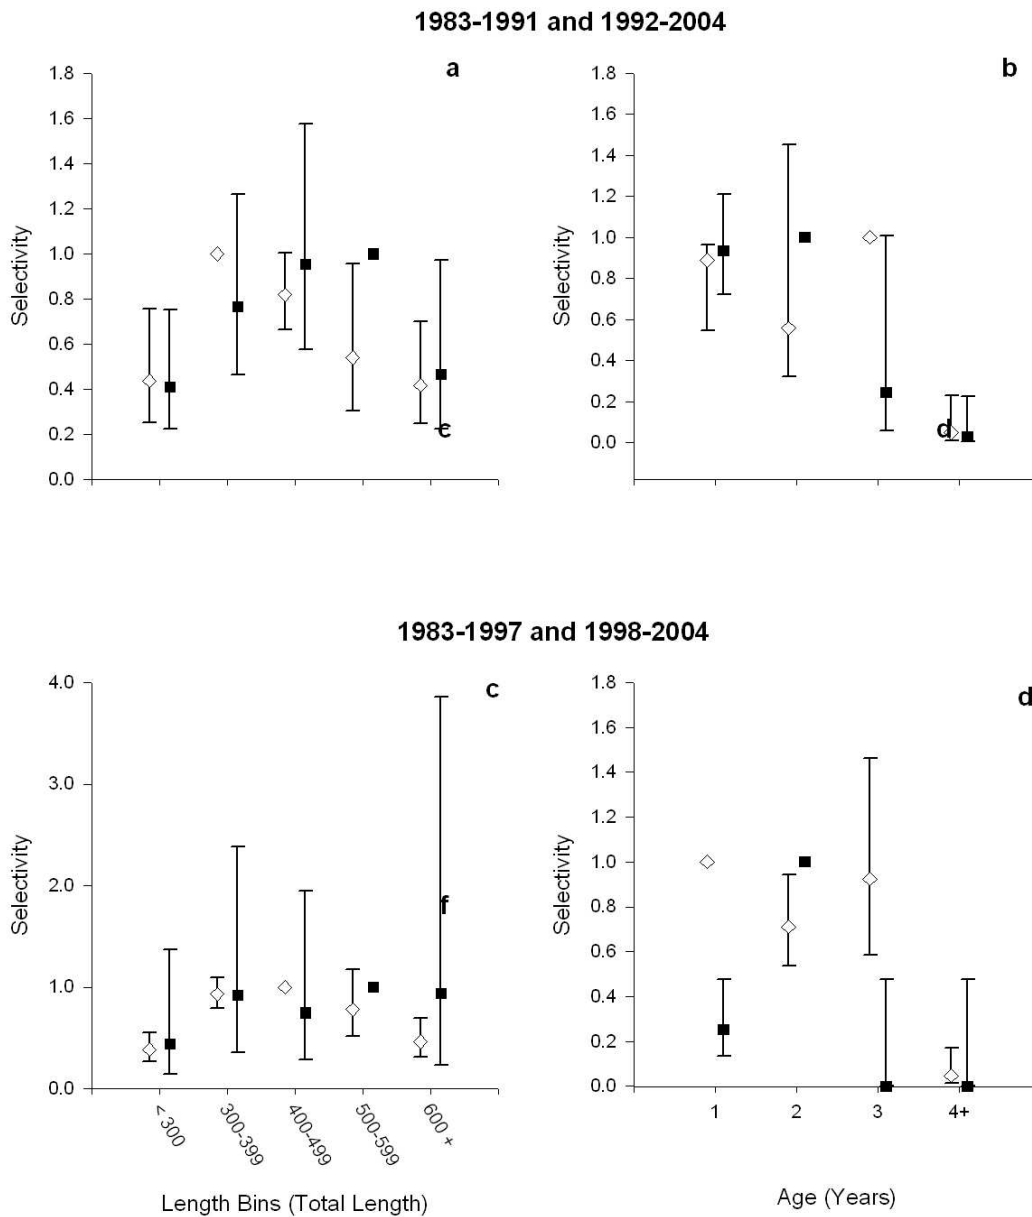 1983-1991 and 1992-2004
a
b
1.8
1.6
1.4
1.2
1.0
0.8
0.6
0.4
0.2
0.0
Selectivity
c
1.8
1.6
1.4
1.2
1.0
0.8
0.6
0.4
0.2
0.0
Selectivity
d
1983-1997 and 1998-2004
c
d
4.0
3.0
2.0
1.0
0.0
Selectivity
f
< 300
300-399
400-499
500-599
600 +
Length Bins (Total Length)
1.8
1.6
1.4
1.2
1.0
0.8
0.6
0.4
0.2
0.0
Selectivity
1
2
3
4+
Age (Years)